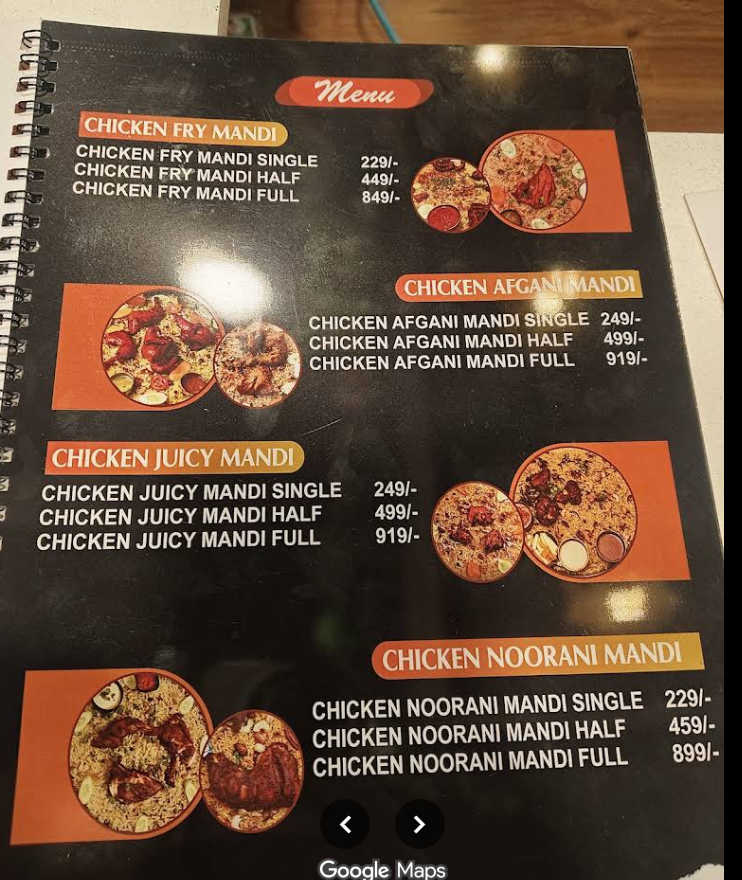 Menu
CHICKEN FRY MANDI
CHICKEN FRY MANDI SINGLE 229/-
CHICKEN FRY MANDI HALF 449/-
CHICKEN FRY MANDI FULL 849/-
CHICKEN AFGANI MANDI
CHICKEN AFGANI MANDI SINGLE 249/-
CHICKEN AFGANI MANDI HALF 499/-
CHICKEN AFGANI MANDI FULL 919/-
CHICKEN JUICY MANDI
CHICKEN JUICY MANDI SINGLE 249/-
CHICKEN JUICY MANDI HALF 499/-
CHICKEN JUICY MANDI FULL 919/-
CHICKEN NOORANI MANDI
CHICKEN NOORANI MANDI SINGLE 229/-
CHICKEN NOORANI MANDI HALF 459/-
CHICKEN NOORANI MANDI FULL 899/-
Google Maps